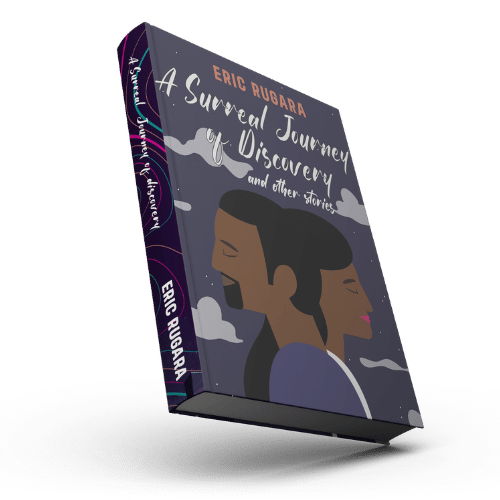 ERIC RUGARA
A Surreal Journey
of Discovery
and other stories
A Surreal Journey of discovery
ERIC RUGARA